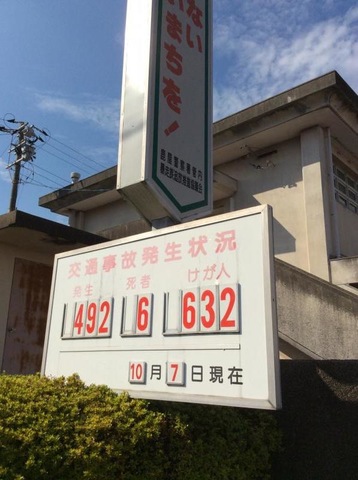 ない
まちを!
交通事故発生状況
発生 死者 けが人
492 6 632
10月7日現在